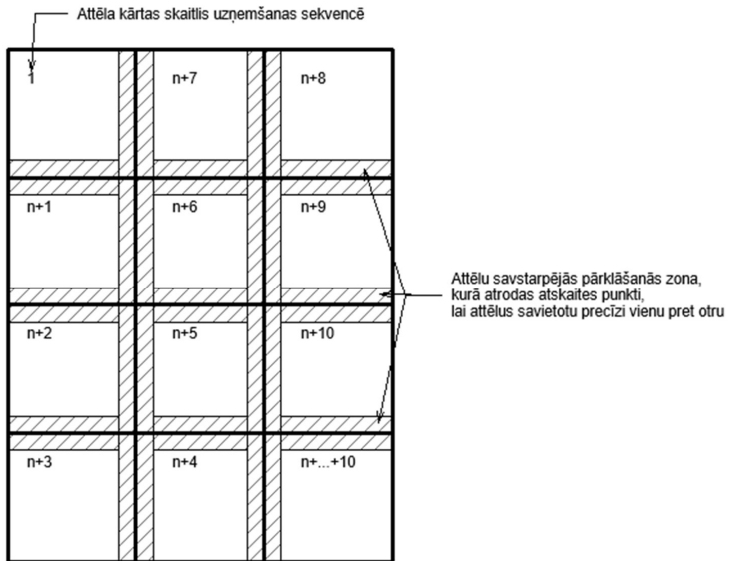 Attēla kārtas skaitlis uzņemšanas sekvencē
1
n+7
n+8
n+1
n+6
n+9
Attēlu savstarpējās pārklāšanās zona,
kurā atrodas atskaites punkti,
lai attēlus savietotu precīzi vienu pret otru
n+2
n+5
n+10
n+3
n+4
n+...+10